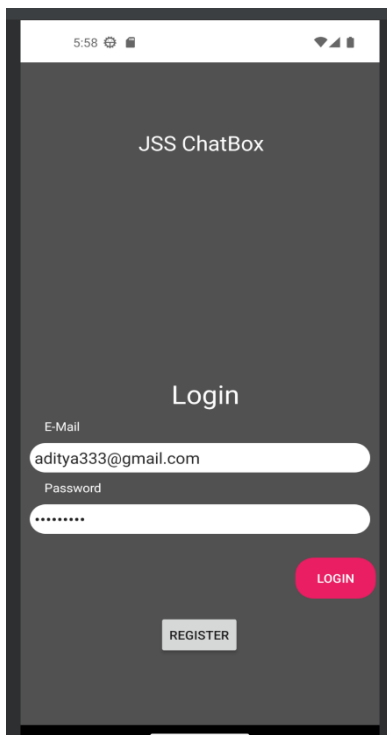 5:58
JSS ChatBox
Login
E-Mail
aditya333@gmail.com
Password
•••••••••
LOGIN
REGISTER